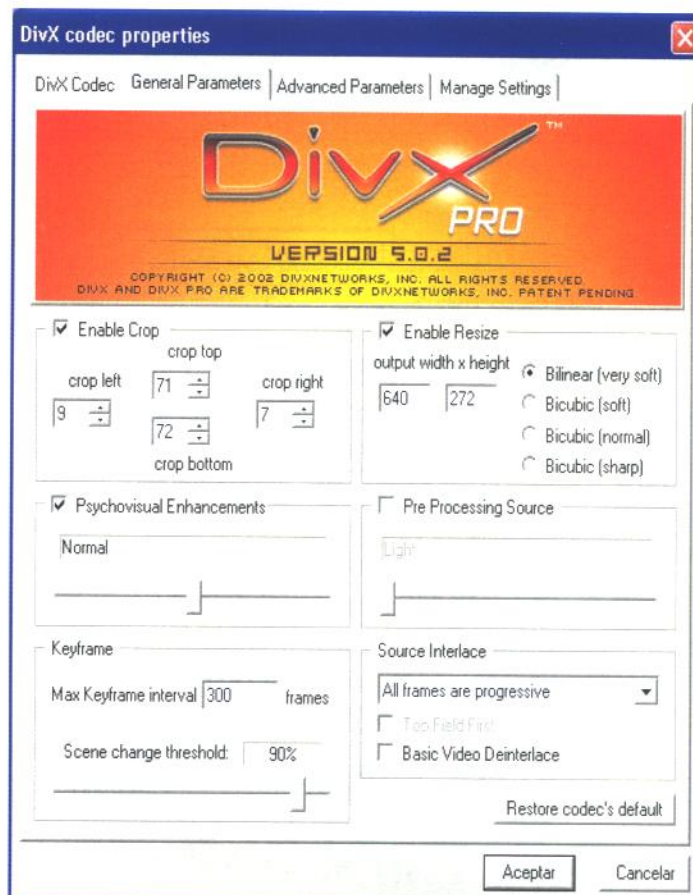 DivX codec properties
DivX Codec General Parameters Advanced Parameters Manage Settings
DivX™
PRO
VERSION 5.0.2
COPYRIGHT (C) 2002 DIVXNETWORKS, INC. ALL RIGHTS RESERVED.
DIVX AND DIVX PRO ARE TRADEMARKS OF DIVXNETWORKS, INC. PATENT PENDING.
Enable Crop
crop top
crop left
71
crop right
9
7
72
crop bottom
Enable Resize
output width x height
640 272
Bilinear (very soft)
Bicubic (soft)
Bicubic (normal)
Bicubic (sharp)
Psychovisual Enhancements
Normal
Pre Processing Source
Light
Keyframe
Max Keyframe interval 300 frames
Scene change threshold: 90%
Source Interlace
All frames are progressive
Top Field First
Basic Video Deinterlace
Restore codec's default
Aceptar Cancelar